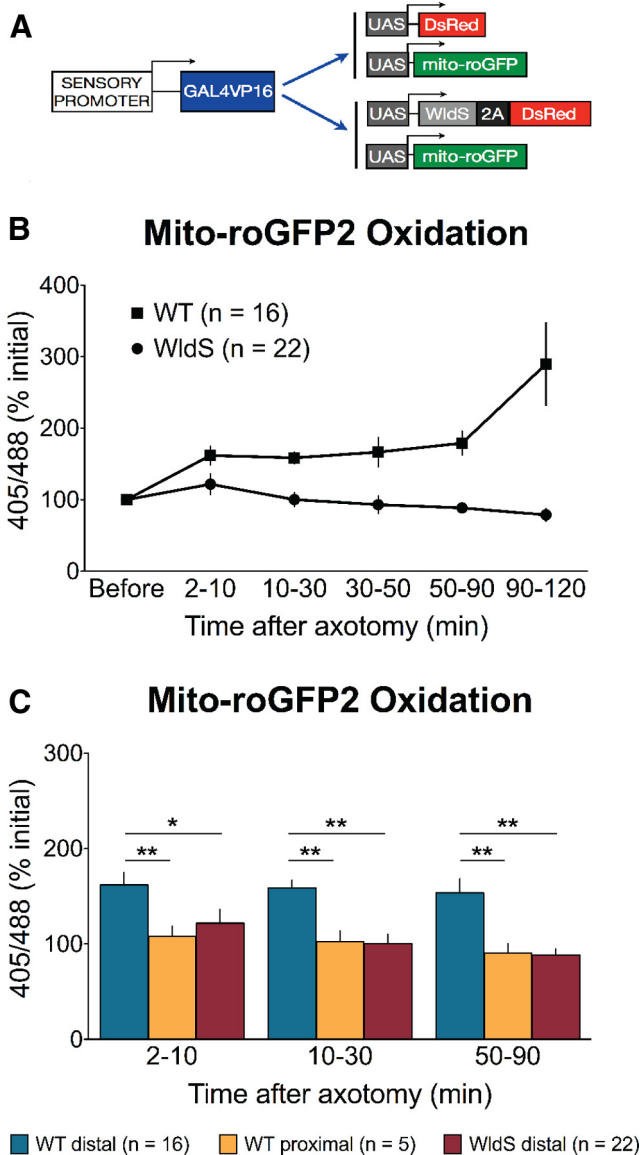 A
SENSORY
PROMOTER
GAL4VP16
UAS DsRed
UAS mito-roGFP
UAS WldS 2A DsRed
UAS mito-roGFP
B Mito-roGFP2 Oxidation
405/488 (% initial)
400
300
200
100
0
WT (n = 16)
WldS (n = 22)
Before 2-10 10-30 30-50 50-90 90-120
Time after axotomy (min)
C Mito-roGFP2 Oxidation
405/488 (% initial)
300
200
100
0
* ** **
** ** **
2-10 10-30 50-90
Time after axotomy (min)
WT distal (n = 16) WT proximal (n = 5) WldS distal (n = 22)